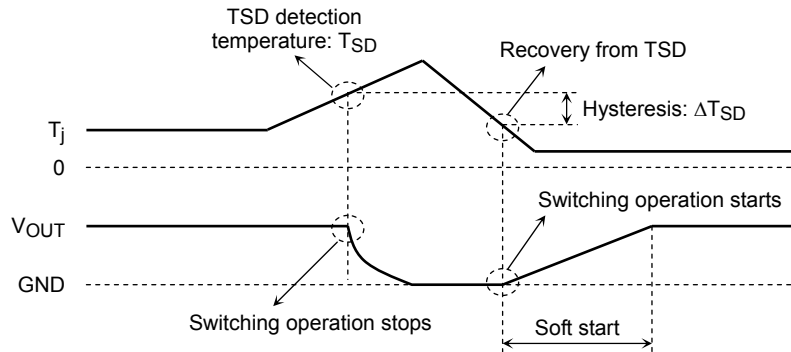 TSD detection
temperature: TSD
Recovery from TSD
Hysteresis: ΔTSD
Tj
0
Switching operation starts
VOUT
GND
Switching operation stops
Soft start